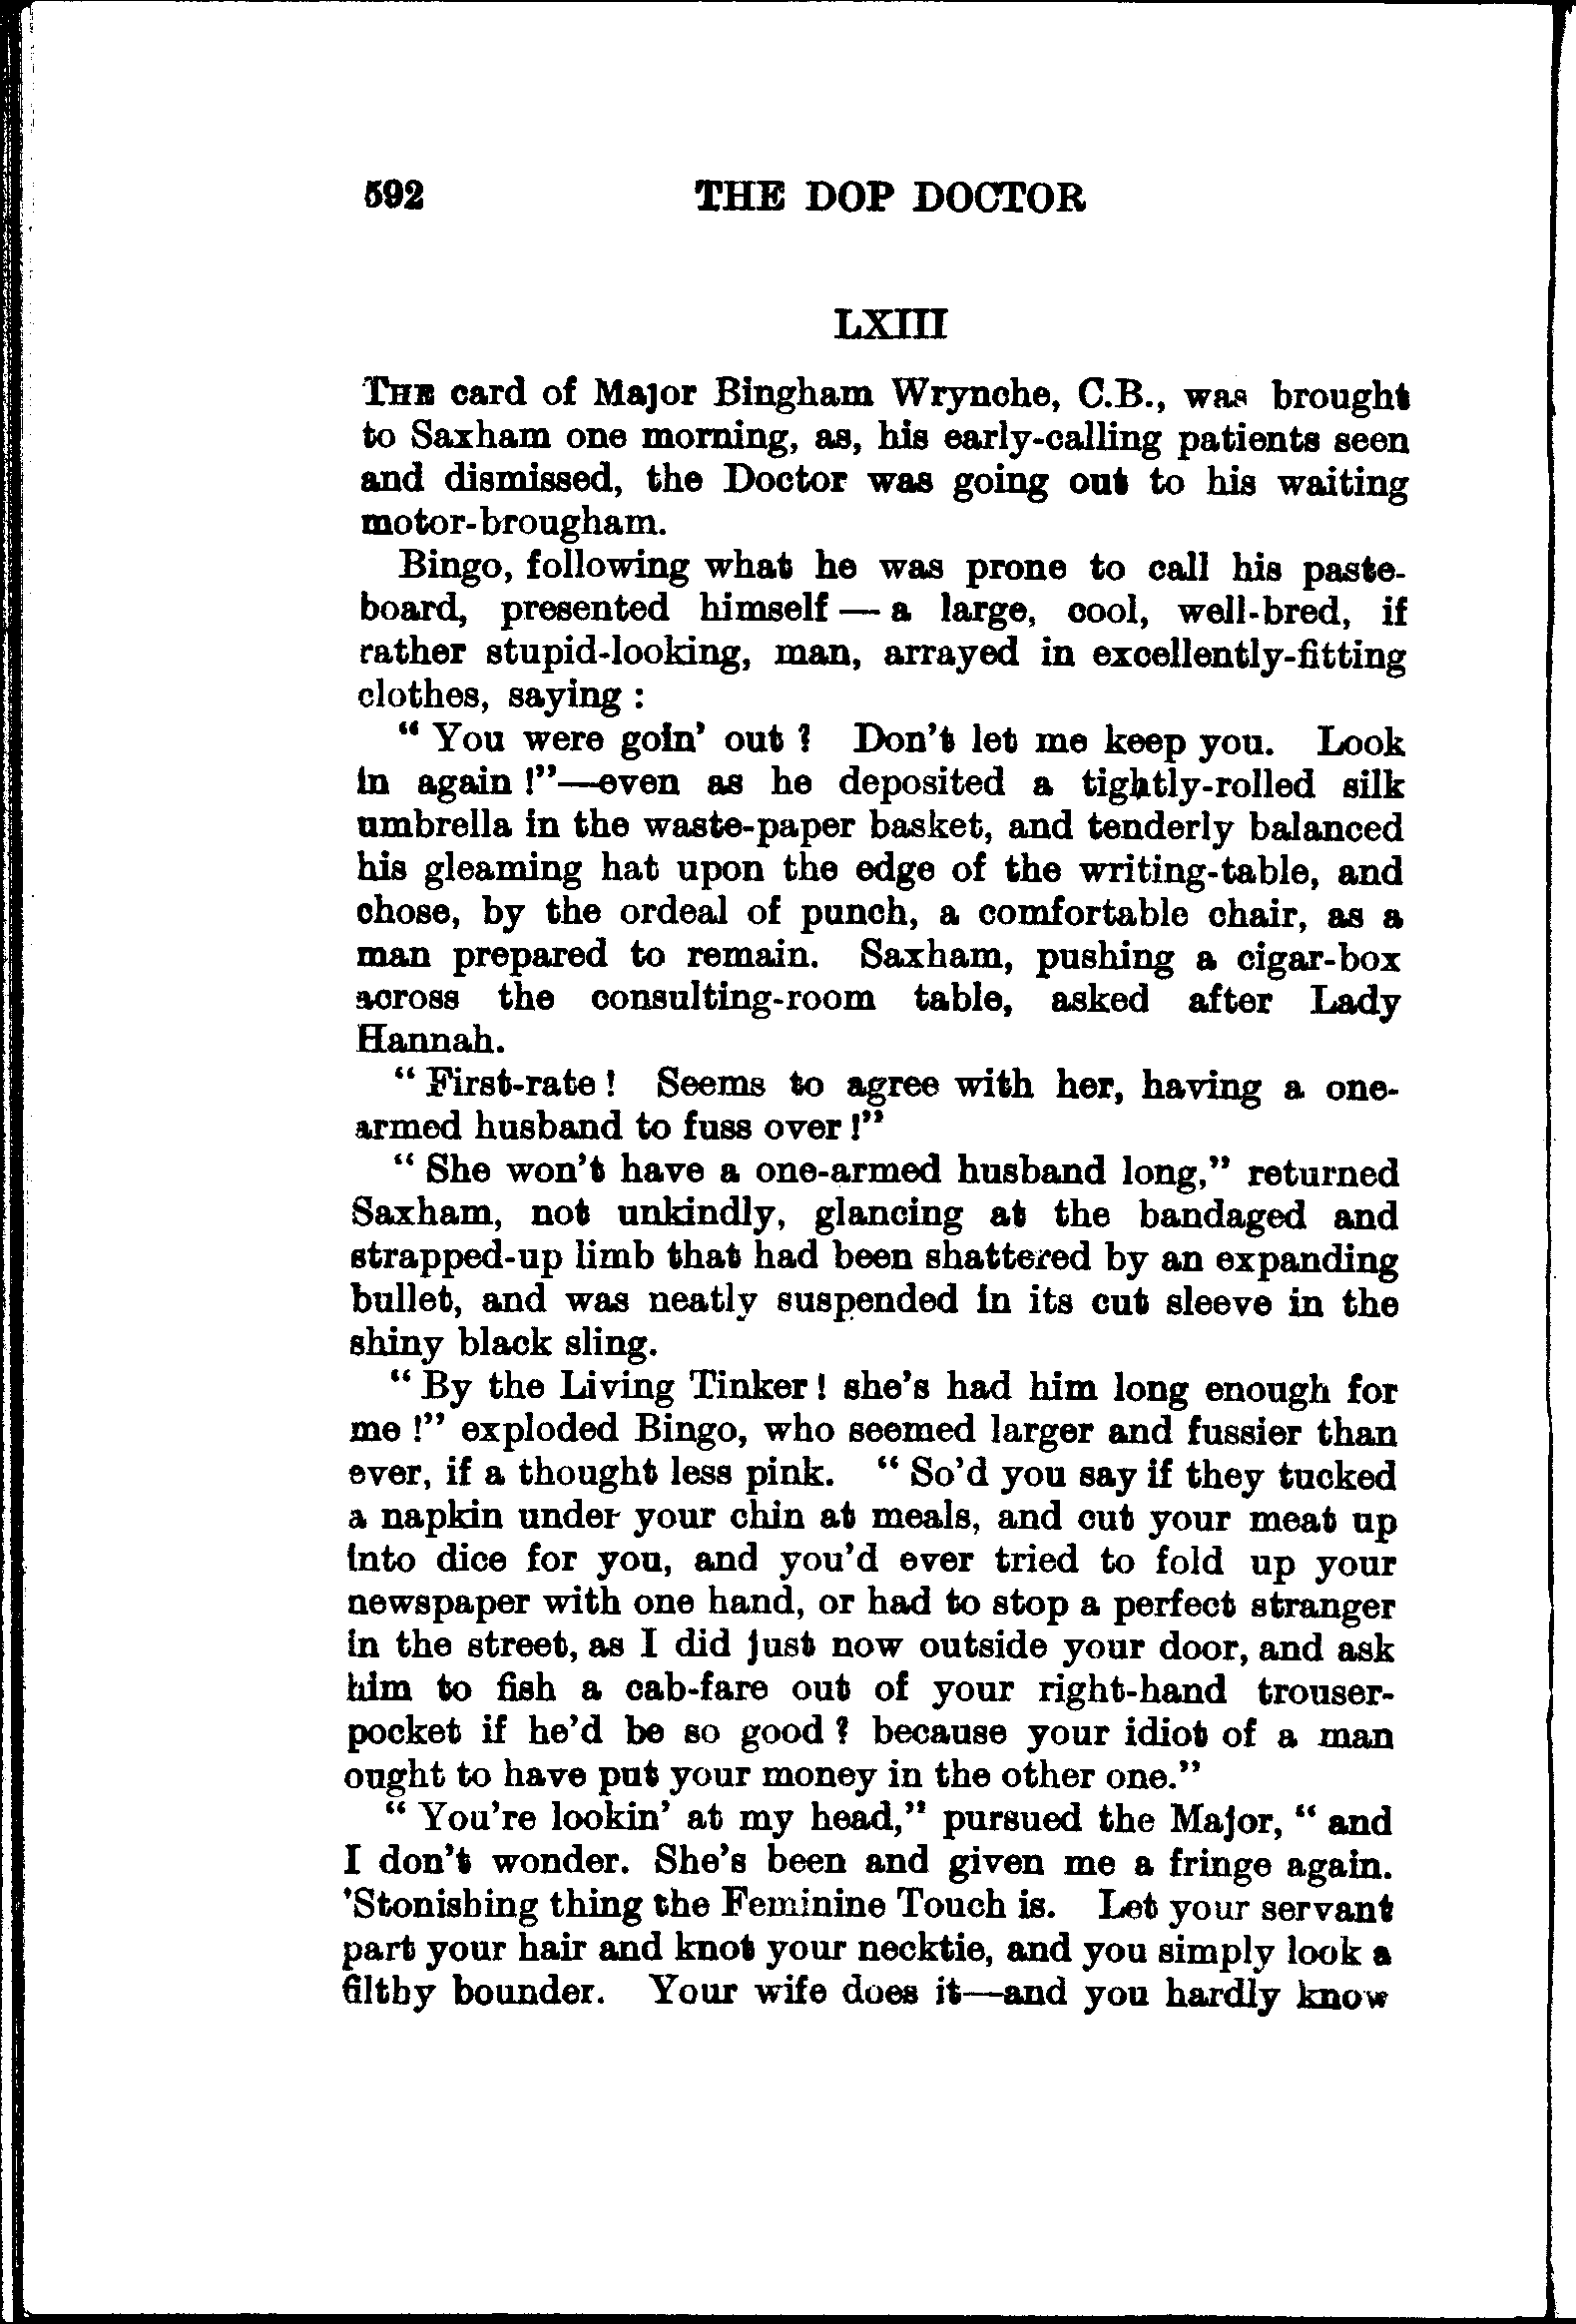 592 THE DOP DOCTOR
LXIII
THE card of Major Bingham Wrynche, C.B., was brought
to Saxham one morning, as, his early-calling patients seen
and dismissed, the Doctor was going out to his waiting
motor-brougham.
Bingo, following what he was prone to call his paste-
board, presented himself — a large, cool, well-bred, if
rather stupid-looking, man, arrayed in excellently-fitting
clothes, saying :
“ You were goin’ out ? Don’t let me keep you. Look
in again !”—even as he deposited a tightly-rolled silk
umbrella in the waste-paper basket, and tenderly balanced
his gleaming hat upon the edge of the writing-table, and
chose, by the ordeal of punch, a comfortable chair, as a
man prepared to remain. Saxham, pushing a cigar-box
across the consulting-room table, asked after Lady
Hannah.
“ First-rate ! Seems to agree with her, having a one-
armed husband to fuss over !”
“ She won’t have a one-armed husband long,” returned
Saxham, not unkindly, glancing at the bandaged and
strapped-up limb that had been shattered by an expanding
bullet, and was neatly suspended in its cut sleeve in the
shiny black sling.
“ By the Living Tinker ! she’s had him long enough for
me !” exploded Bingo, who seemed larger and fussier than
ever, if a thought less pink. “ So’d you say if they tucked
a napkin under your chin at meals, and cut your meat up
into dice for you, and you’d ever tried to fold up your
newspaper with one hand, or had to stop a perfect stranger
in the street, as I did just now outside your door, and ask
him to fish a cab-fare out of your right-hand trouser-
pocket if he’d be so good ? because your idiot of a man
ought to have put your money in the other one.”
“ You’re lookin’ at my head,” pursued the Major, “ and
I don’t wonder. She’s been and given me a fringe again.
’Stonishing thing the Feminine Touch is. Let your servant
part your hair and knot your necktie, and you simply look a
filthy bounder. Your wife does it—and you hardly know